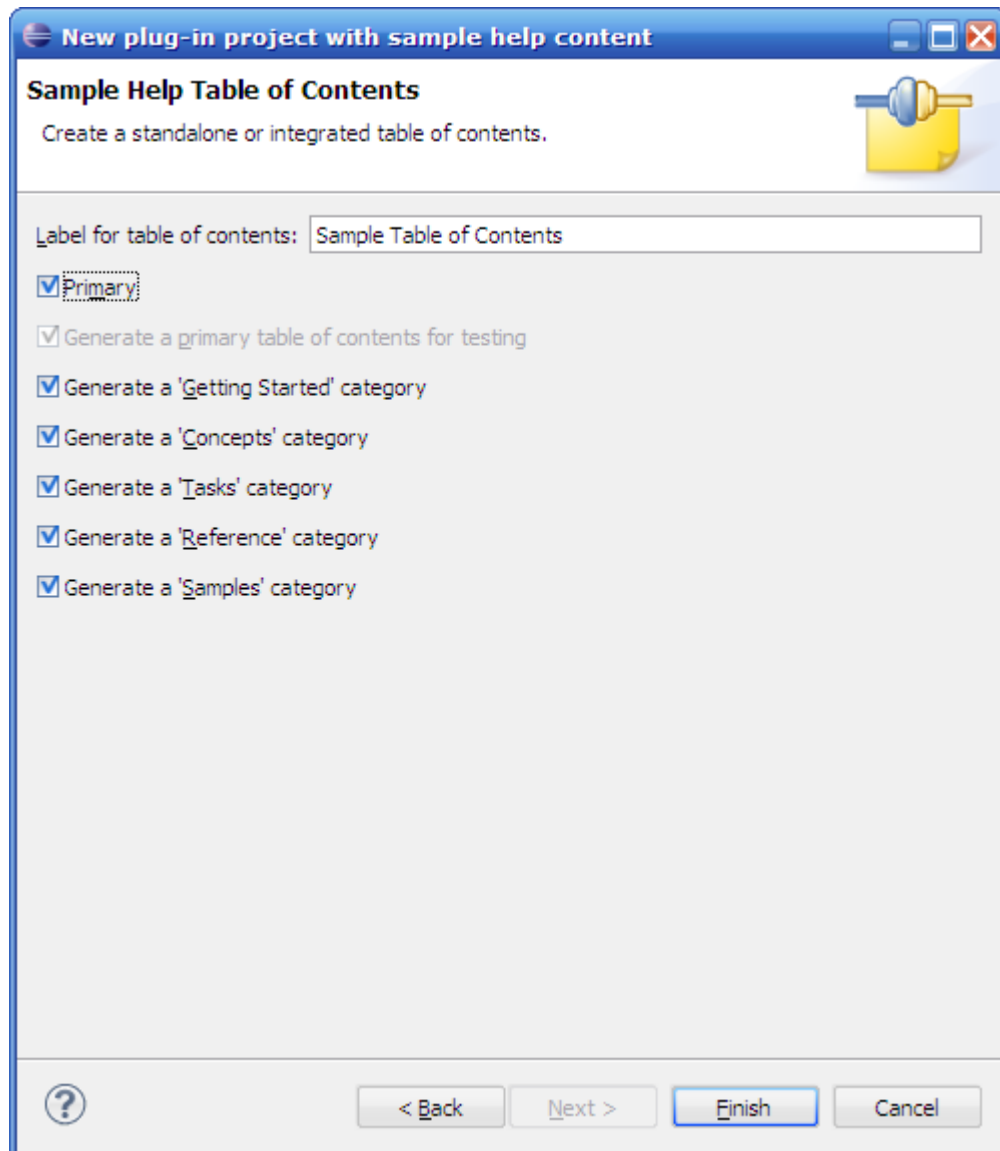 New plug-in project with sample help content
Sample Help Table of Contents
Create a standalone or integrated table of contents.
Label for table of contents: Sample Table of Contents
Primary
Generate a primary table of contents for testing
Generate a 'Getting Started' category
Generate a 'Concepts' category
Generate a 'Tasks' category
Generate a 'Reference' category
Generate a 'Samples' category
? < Back Next > Finish Cancel